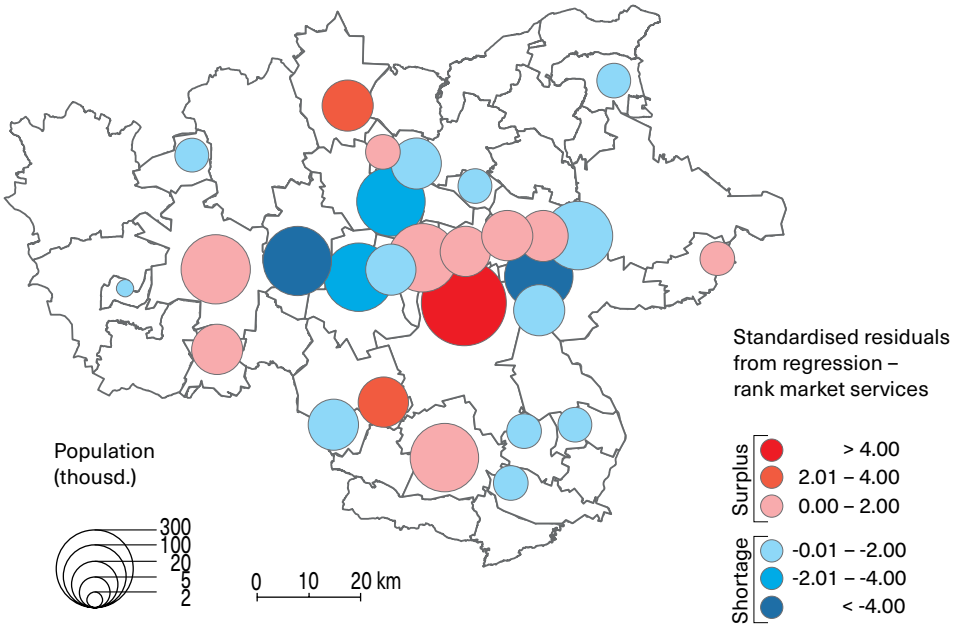 Standardised residuals
from regression –
rank market services
Population
(thousd.)
Surplus
> 4.00
2.01 – 4.00
0.00 – 2.00
Shortage
-0.01 – -2.00
-2.01 – -4.00
< -4.00
300
100
20
5
2
0 10 20 km